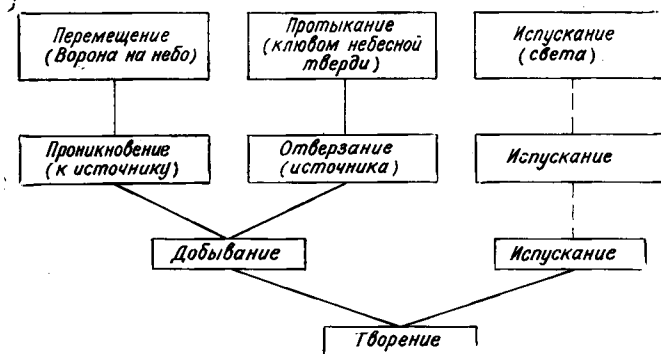 Перемещение
(Ворона на небо)
Протыкание
(клювом небесной
тверди)
Испускание
(света)
Проникновение
(к источнику)
Отверзание
(источника)
Испускание
Добывание
Испускание
Творение